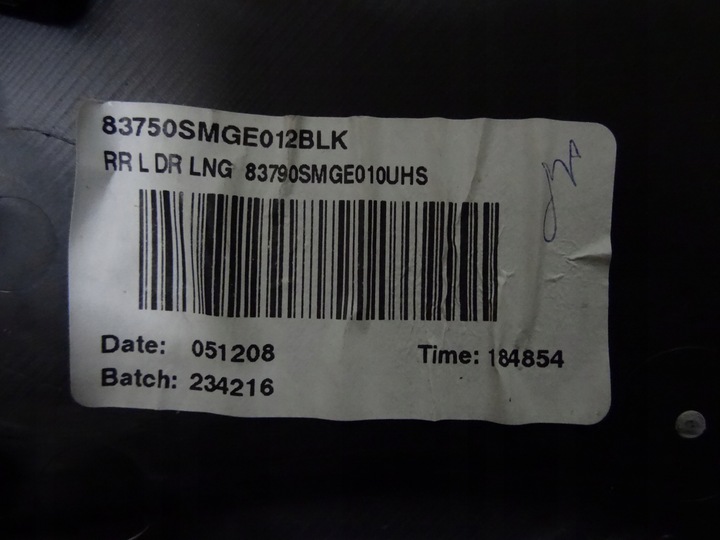 83750SMGE012BLK
RR L DR LNG 83790SMGE010UHS
Date: 051208 Time: 184854
Batch: 234216